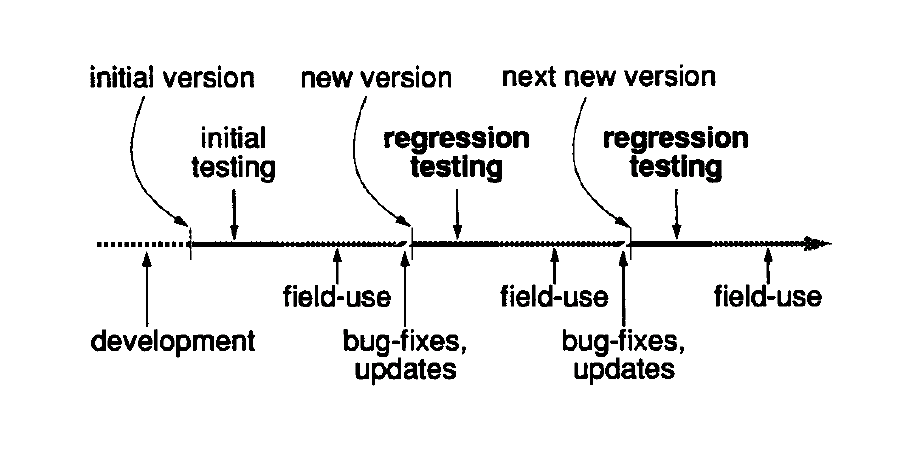 initial version
new version
next new version
initial
testing
regression
testing
regression
testing
field-use
field-use
field-use
development
bug-fixes,
updates
bug-fixes,
updates